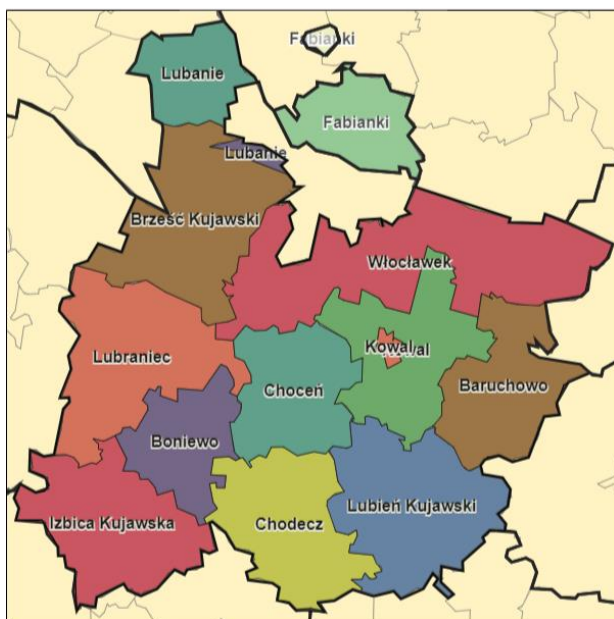 Fabianki
Lubanie
Fabianki
Lubanie
Brześć Kujawski
Włocławek
Kowal
Lubraniec
Baruchowo
Choceń
Boniewo
Lubień Kujawski
Izbica Kujawska
Chodecz